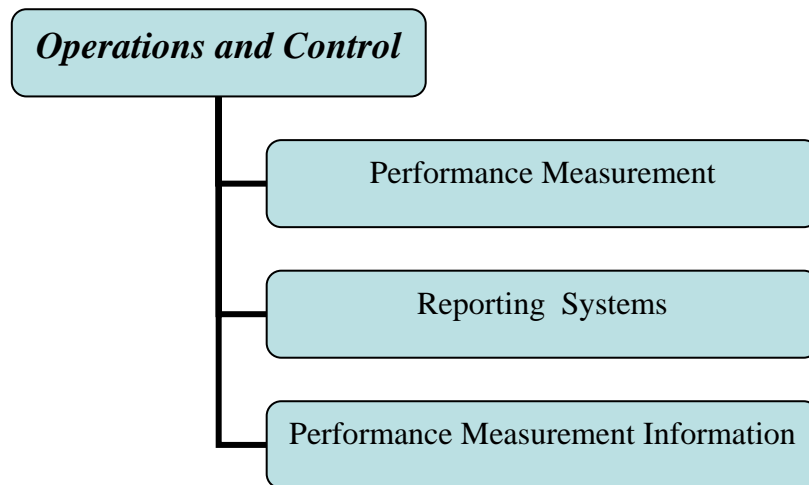 Operations and Control
Performance Measurement
Reporting Systems
Performance Measurement Information